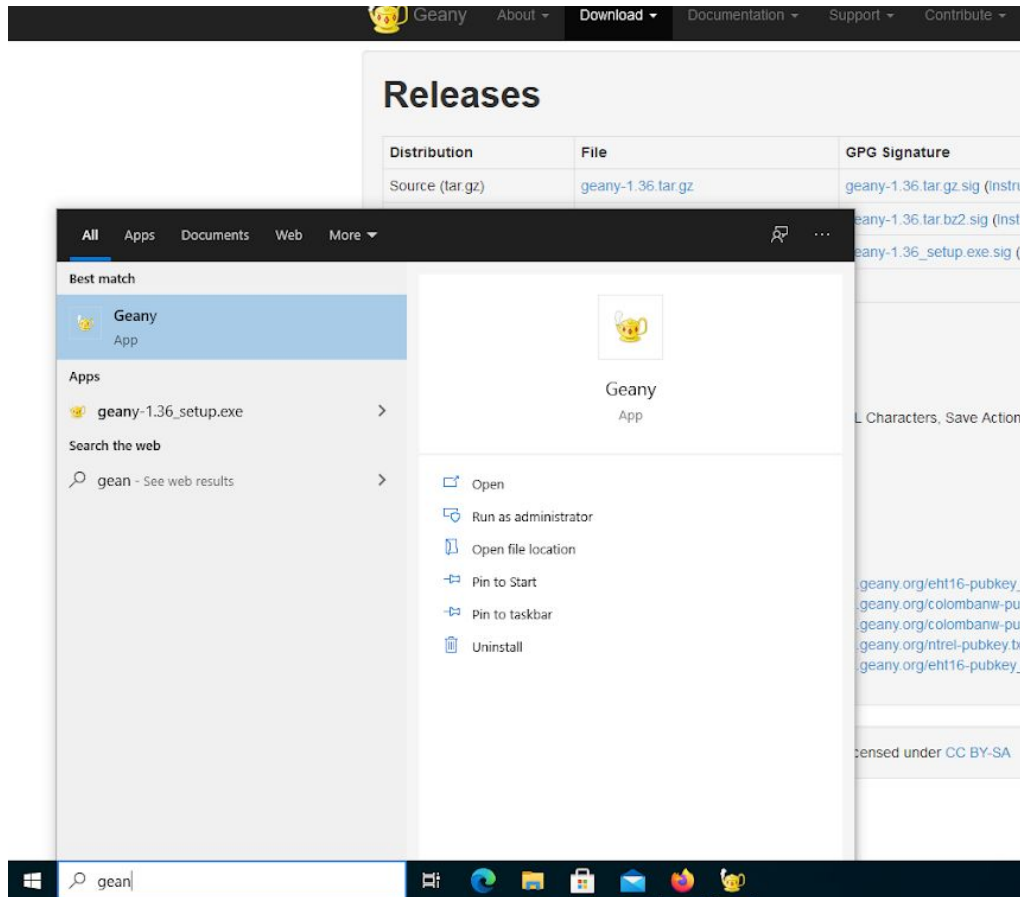 Geany About Download Documentation Support Contribute
Releases
Distribution File GPG Signature
Source (tar.gz) geany-1.36.tar.gz geany-1.36.tar.gz.sig (Instru
eany-1.36.tar.bz2.sig (Inst
eany-1.36_setup.exe.sig (
All Apps Documents Web More
Best match
Geany
App
Apps
geany-1.36_setup.exe
Search the web
gean - See web results
Geany
App
Open
Run as administrator
Open file location
Pin to Start
Pin to taskbar
Uninstall
L Characters, Save Action
.geany.org/eht16-pubkey_
.geany.org/colombanw-pu
.geany.org/colombanw-pu
.geany.org/ntrel-pubkey.tx
.geany.org/eht16-pubkey_
censed under CC BY-SA
gean